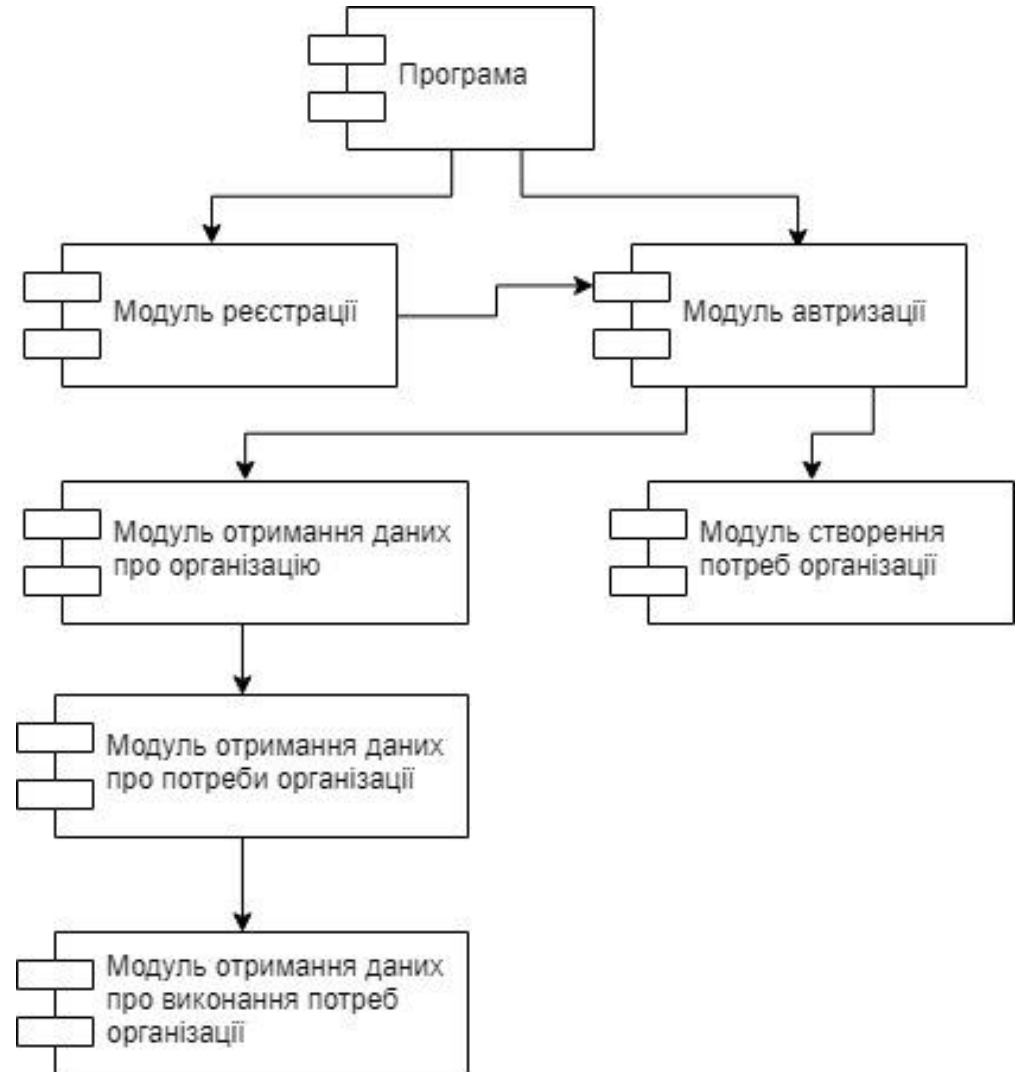 Програма
Модуль реєстрації
Модуль автризації
Модуль отримання даних
про організацію
Модуль створення
потреб організації
Модуль отримання даних
про потреби організації
Модуль отримання даних
про виконання потреб
організації